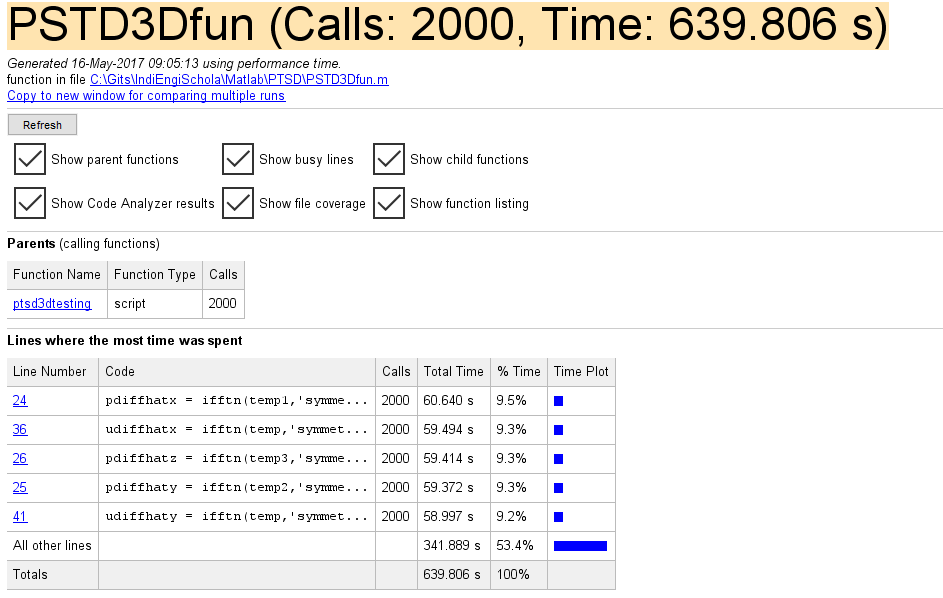 PSTD3Dfun (Calls: 2000, Time: 639.806 s)
Generated 16-May-2017 09:05:13 using performance time.
function in file C:\Gits\IndiEngiSchola\Matlab\PTSD\PSTD3Dfun.m
Copy to new window for comparing multiple runs
Refresh
Show parent functions Show busy lines Show child functions
Show Code Analyzer results Show file coverage Show function listing
Parents (calling functions)
Function Name Function Type Calls
ptsd3dtesting script 2000
Lines where the most time was spent
Line Number Code Calls Total Time % Time Time Plot
24 pdiffhatx = ifftn(temp1,'symme... 2000 60.640 s 9.5%
36 udiffhatx = ifftn(temp,'symmet... 2000 59.494 s 9.3%
26 pdiffhatz = ifftn(temp3,'symme... 2000 59.414 s 9.3%
25 pdiffhaty = ifftn(temp2,'symme... 2000 59.372 s 9.3%
41 udiffhaty = ifftn(temp,'symmet... 2000 58.997 s 9.2%
All other lines 341.889 s 53.4%
Totals 639.806 s 100%